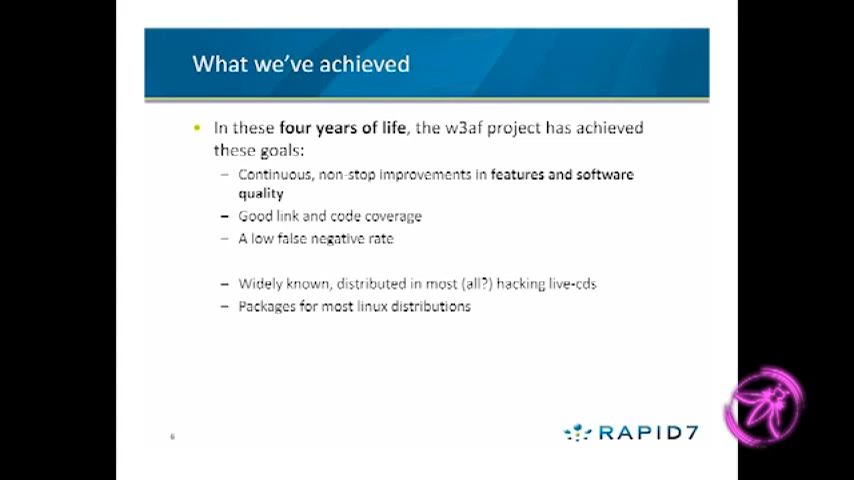 What we've achieved
• In these four years of life, the w3af project has achieved
these goals:
– Continuous, non-stop improvements in features and software
quality
– Good link and code coverage
– A low false negative rate
– Widely known, distributed in most (all?) hacking live-cds
– Packages for most linux distributions
6
RAPID7